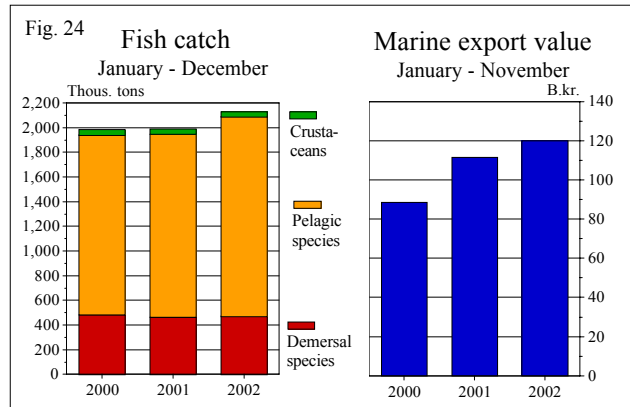 Fig. 24
Fish catch
January - December
Thous. tons
2,200
2,000
1,800
1,600
1,400
1,200
1,000
800
600
400
200
0
2000 2001 2002
Crusta-
ceans
Pelagic
species
Demersal
species
Marine export value
January - November
B.kr.
140
120
100
80
60
40
20
0
2000 2001 2002